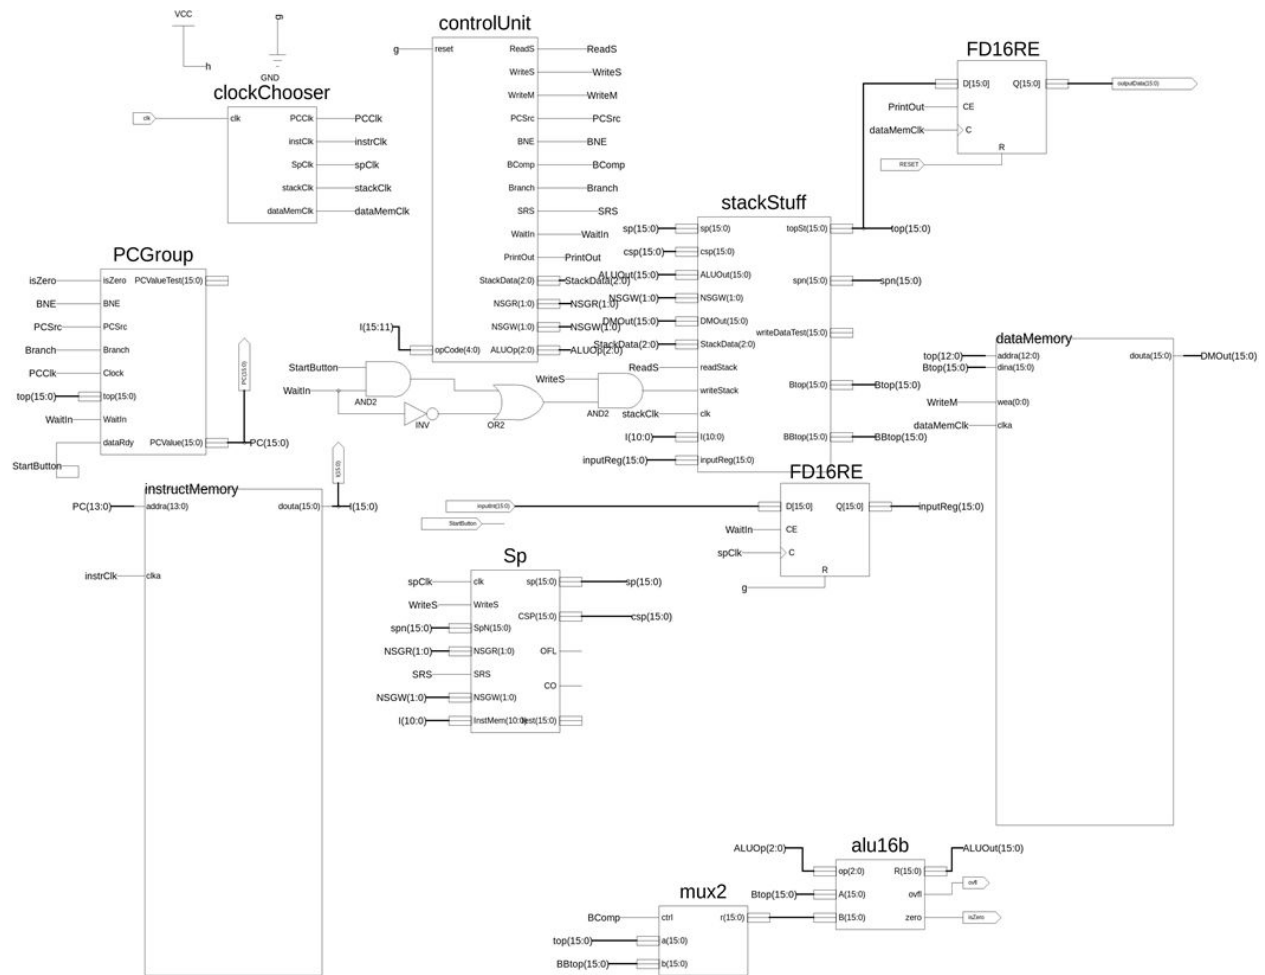 VCC
h
g
GND
clockChooser
clk
clk
PCClk
PCClk
instClk
instrClk
SpClk
spClk
stackClk
stackClk
dataMemClk
dataMemClk
controlUnit
g
reset
ReadS
ReadS
WriteS
WriteS
WriteM
WriteM
PCSrc
PCSrc
BNE
BNE
BComp
BComp
Branch
Branch
SRS
SRS
WaitIn
WaitIn
PrintOut
PrintOut
StackData(2:0)
StackData(2:0)
NSGR(1:0)
NSGR(1:0)
NSGW(1:0)
NSGW(1:0)
I(15:11)
opCode(4:0)
ALUOp(2:0)
ALUOp(2:0)
FD16RE
D[15:0]
Q[15:0]
outputData(15:0)
PrintOut
CE
dataMemClk
C
R
RESET
stackStuff
sp(15:0)
sp(15:0)
topSt(15:0)
top(15:0)
csp(15:0)
csp(15:0)
ALUOut(15:0)
ALUOut(15:0)
spn(15:0)
spn(15:0)
NSGW(1:0)
NSGW(1:0)
DMOut(15:0)
DMOut(15:0)
writeDataTest(15:0)
StackData(2:0)
StackData(2:0)
ReadS
readStack
Btop(15:0)
Btop(15:0)
WriteS
writeStack
stackClk
clk
I(10:0)
I(10:0)
BBtop(15:0)
BBtop(15:0)
inputReg(15:0)
inputReg(15:0)
StartButton
WaitIn
AND2
INV
OR2
AND2
PCGroup
isZero
isZero
PCValueTest(15:0)
BNE
BNE
PCSrc
PCSrc
Branch
Branch
PCClk
Clock
top(15:0)
top(15:0)
WaitIn
WaitIn
dataRdy
StartButton
PCValue(15:0)
PC(15:0)
PC(15:0)
instructMemory
PC(13:0)
addra(13:0)
douta(15:0)
I(15:0)
I(15:0)
instrClk
clka
dataMemory
top(12:0)
addra(12:0)
douta(15:0)
DMOut(15:0)
Btop(15:0)
dina(15:0)
WriteM
wea(0:0)
dataMemClk
clka
FD16RE
inputInt(15:0)
D[15:0]
Q[15:0]
inputReg(15:0)
StartButton
WaitIn
CE
spClk
C
R
g
Sp
spClk
clk
sp(15:0)
sp(15:0)
WriteS
WriteS
CSP(15:0)
csp(15:0)
spn(15:0)
SpN(15:0)
NSGR(1:0)
NSGR(1:0)
OFL
SRS
SRS
CO
NSGW(1:0)
NSGW(1:0)
I(10:0)
InstMem(10:0)
alu16b
ALUOp(2:0)
op(2:0)
R(15:0)
ALUOut(15:0)
Btop(15:0)
A(15:0)
ovfl
ovfl
B(15:0)
zero
isZero
mux2
BComp
ctrl
r(15:0)
top(15:0)
a(15:0)
BBtop(15:0)
b(15:0)